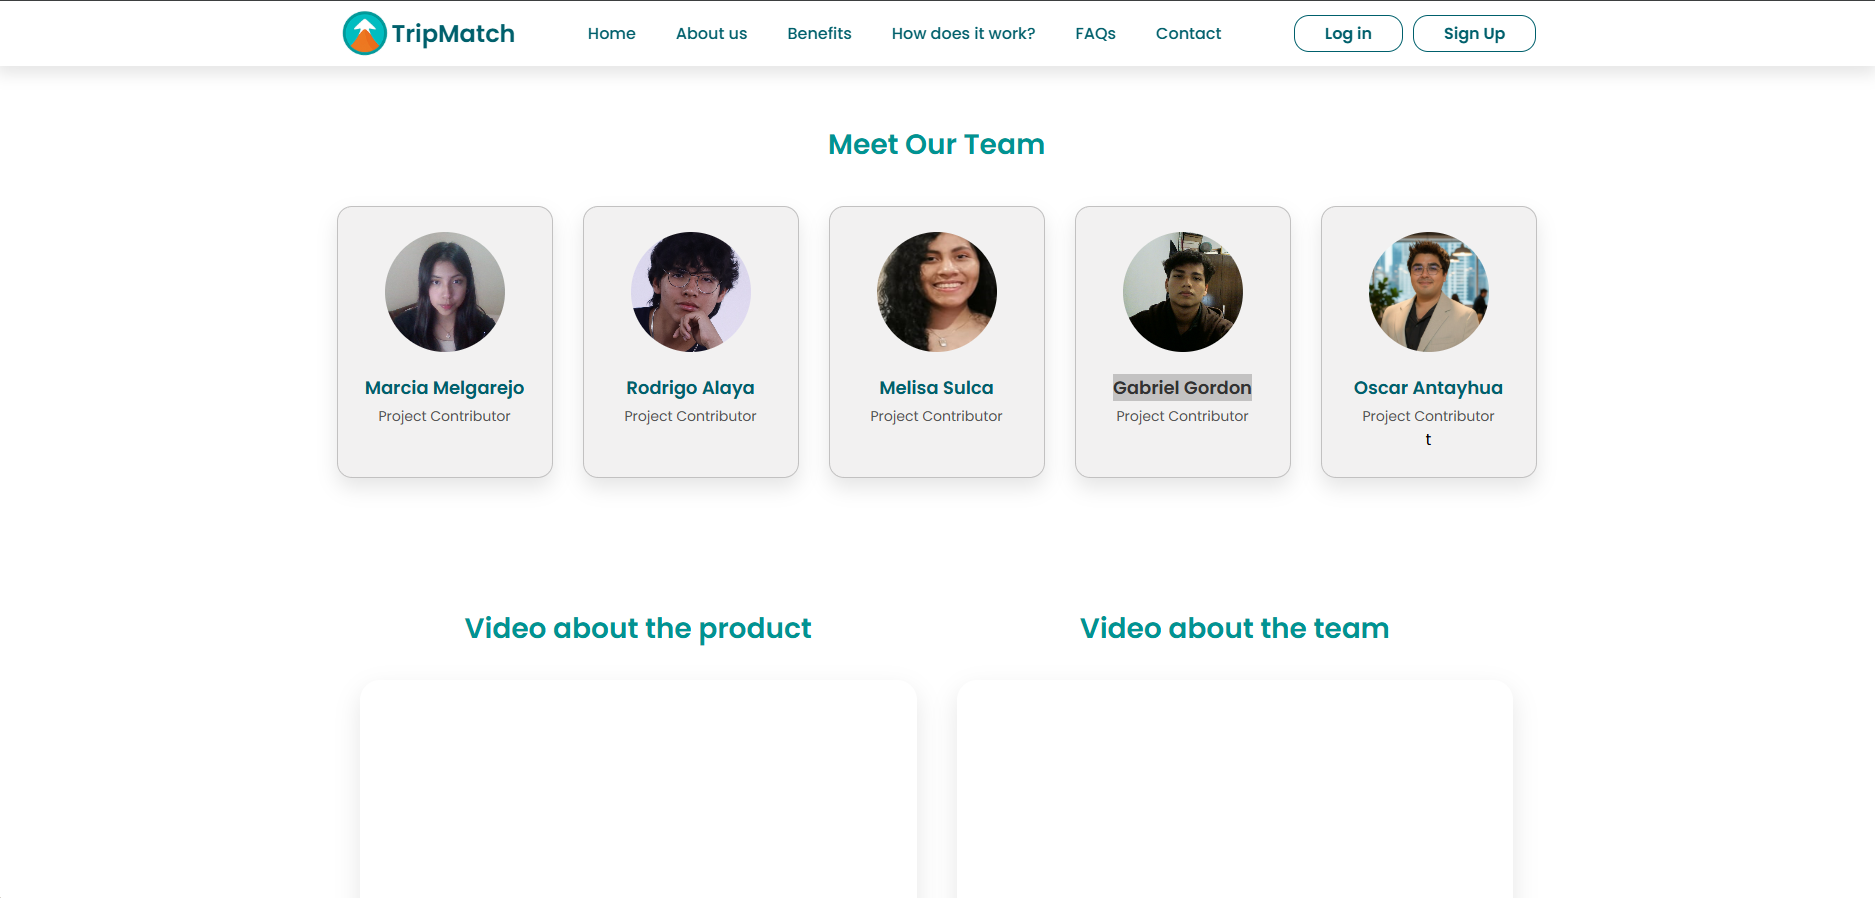 TripMatch Home About us Benefits How does it work? FAQs Contact Log in Sign Up
Meet Our Team
Marcia Melgarejo
Project Contributor
Rodrigo Alaya
Project Contributor
Melisa Sulca
Project Contributor
Gabriel Gordon
Project Contributor
Oscar Antayhua
Project Contributor
t
Video about the product
Video about the team